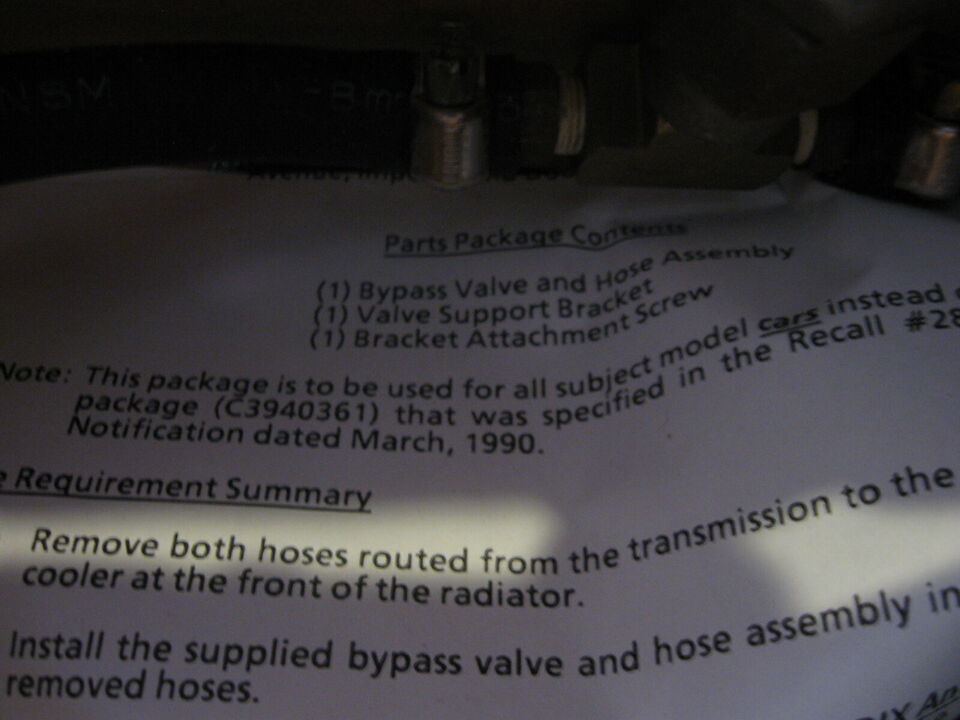 NSM
Avenue,
Parts Package Contents
(1) Bypass Valve and Hose Assembly
(1) Valve Support Bracket
(1) Bracket Attachment Screw
Note: This package is to be used for all subject model cars instead
package (C3940361) that was specified in the Recall #28
Notification dated March, 1990.
Requirement Summary
Remove both hoses routed from the transmission to the
cooler at the front of the radiator.
Install the supplied bypass valve and hose assembly in
removed hoses.